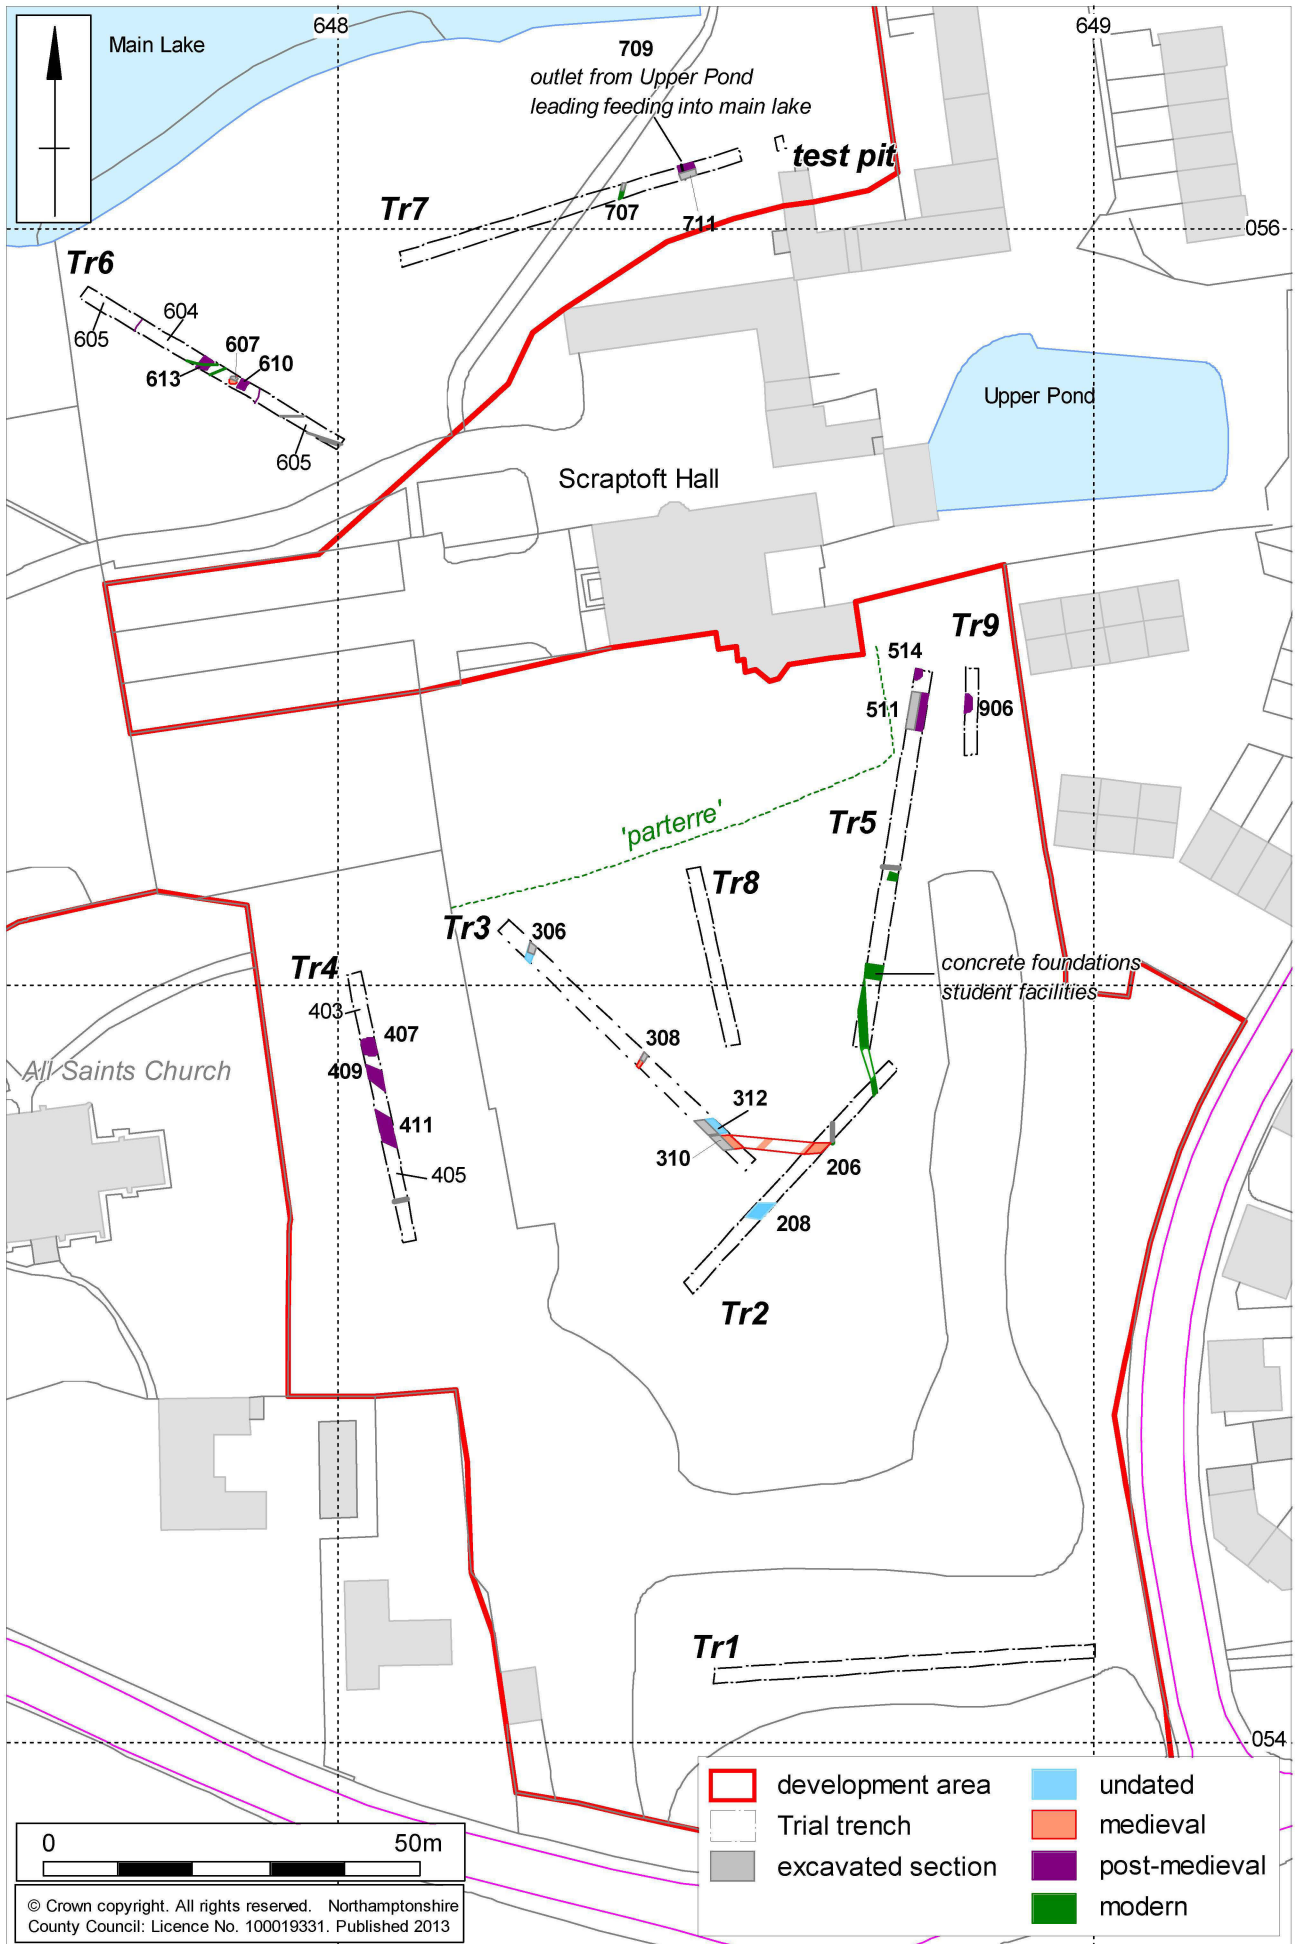 648
649
Main Lake
709
outlet from Upper Pond
leading feeding into main lake
test pit
Tr7
707
711
056
Tr6
604
605
607
610
613
605
Upper Pond
Scraptoft Hall
Tr9
514
511
906
'parterre'
Tr5
Tr8
Tr3
306
Tr4
concrete foundations
student facilities
403
407
308
All Saints Church
409
312
411
310
206
405
208
Tr2
Tr1
054
development area
Trial trench
excavated section
undated
medieval
post-medieval
modern
0 50m
© Crown copyright. All rights reserved. Northamptonshire
County Council: Licence No. 100019331. Published 2013